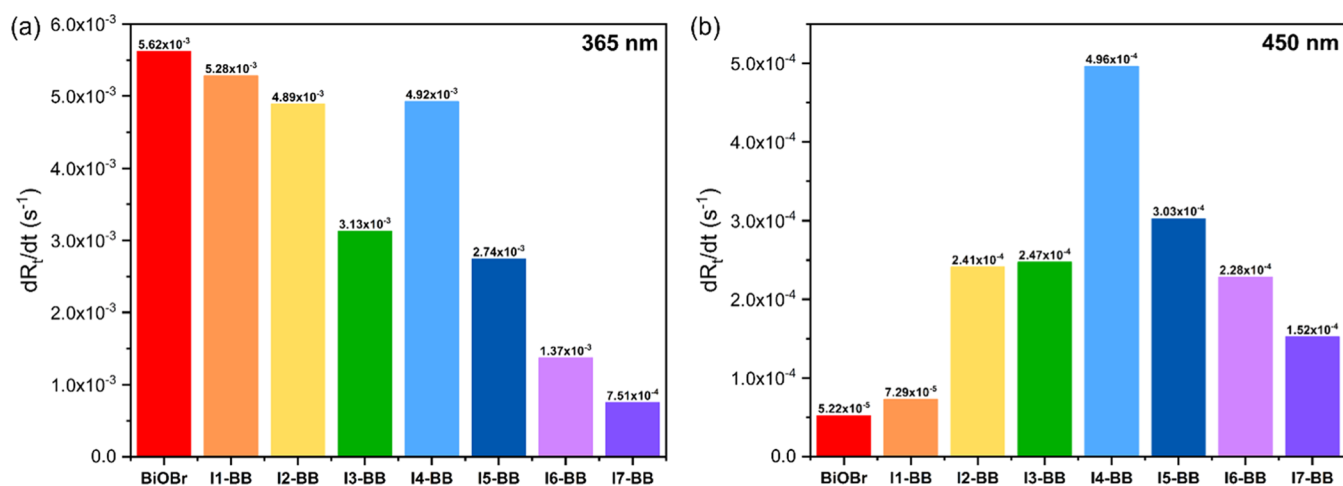 (a)
365 nm
dRₜ/dt (s⁻¹)
6.0x10⁻³
5.0x10⁻³
4.0x10⁻³
3.0x10⁻³
2.0x10⁻³
1.0x10⁻³
0.0
5.62x10⁻³
5.28x10⁻³
4.89x10⁻³
3.13x10⁻³
4.92x10⁻³
2.74x10⁻³
1.37x10⁻³
7.51x10⁻⁴
BiOBr I1-BB I2-BB I3-BB I4-BB I5-BB I6-BB I7-BB
(b)
450 nm
dRₜ/dt (s⁻¹)
5.0x10⁻⁴
4.0x10⁻⁴
3.0x10⁻⁴
2.0x10⁻⁴
1.0x10⁻⁴
0.0
5.22x10⁻⁵
7.29x10⁻⁵
2.41x10⁻⁴
2.47x10⁻⁴
4.96x10⁻⁴
3.03x10⁻⁴
2.28x10⁻⁴
1.52x10⁻⁴
BiOBr I1-BB I2-BB I3-BB I4-BB I5-BB I6-BB I7-BB